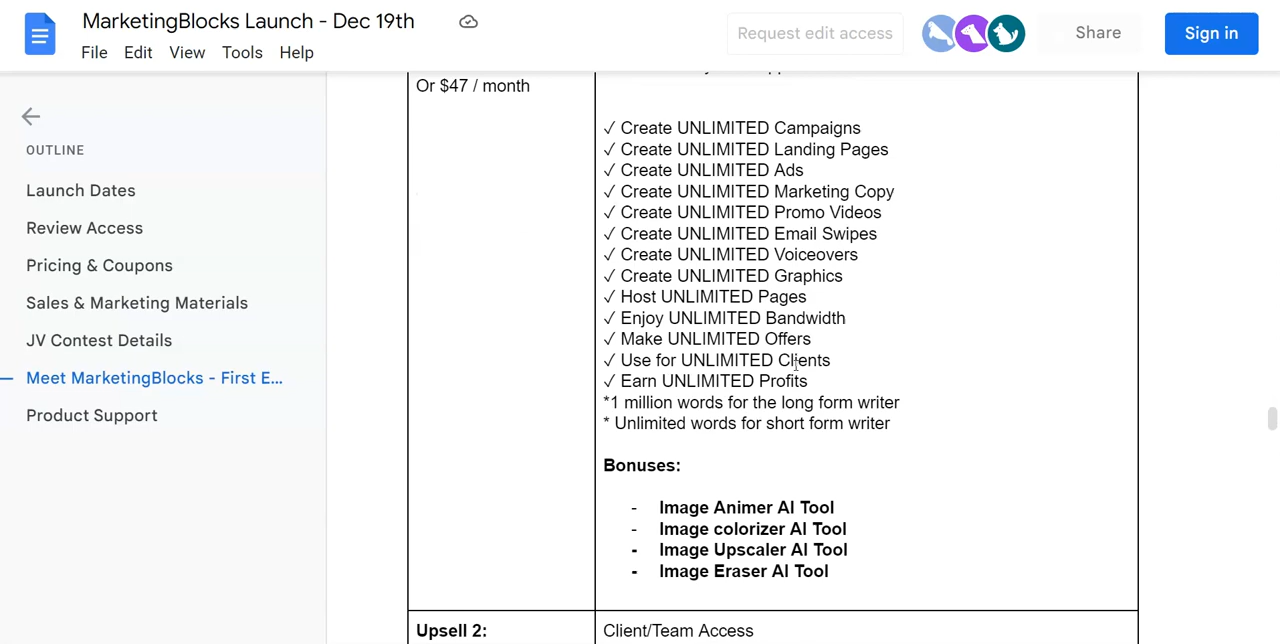 MarketingBlocks Launch - Dec 19th
File Edit View Tools Help
Request edit access
Share
Sign in
OUTLINE
Launch Dates
Review Access
Pricing & Coupons
Sales & Marketing Materials
JV Contest Details
Meet MarketingBlocks - First E...
Product Support
Or $47 / month
✓ Create UNLIMITED Campaigns
✓ Create UNLIMITED Landing Pages
✓ Create UNLIMITED Ads
✓ Create UNLIMITED Marketing Copy
✓ Create UNLIMITED Promo Videos
✓ Create UNLIMITED Email Swipes
✓ Create UNLIMITED Voiceovers
✓ Create UNLIMITED Graphics
✓ Host UNLIMITED Pages
✓ Enjoy UNLIMITED Bandwidth
✓ Make UNLIMITED Offers
✓ Use for UNLIMITED Clients
✓ Earn UNLIMITED Profits
*1 million words for the long form writer
* Unlimited words for short form writer
Bonuses:
- Image Animer AI Tool
- Image colorizer AI Tool
- Image Upscaler AI Tool
- Image Eraser AI Tool
Upsell 2:
Client/Team Access